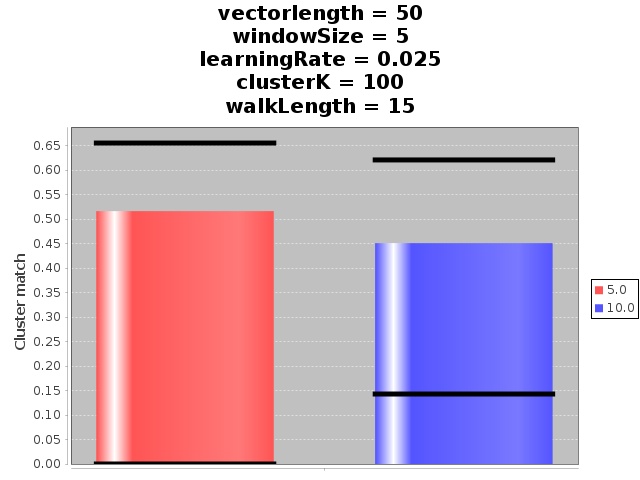 vectorlength = 50
windowSize = 5
learningRate = 0.025
clusterK = 100
walkLength = 15
0.65
0.60
0.55
0.50
0.45
0.40
0.35
0.30
0.25
0.20
0.15
0.10
0.05
0.00
Cluster match
5.0
10.0